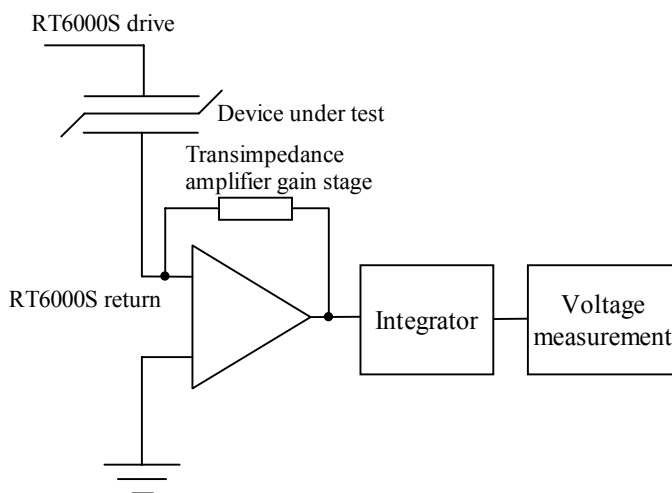 RT6000S drive
Device under test
Transimpedance
amplifier gain stage
RT6000S return
Integrator
Voltage
measurement